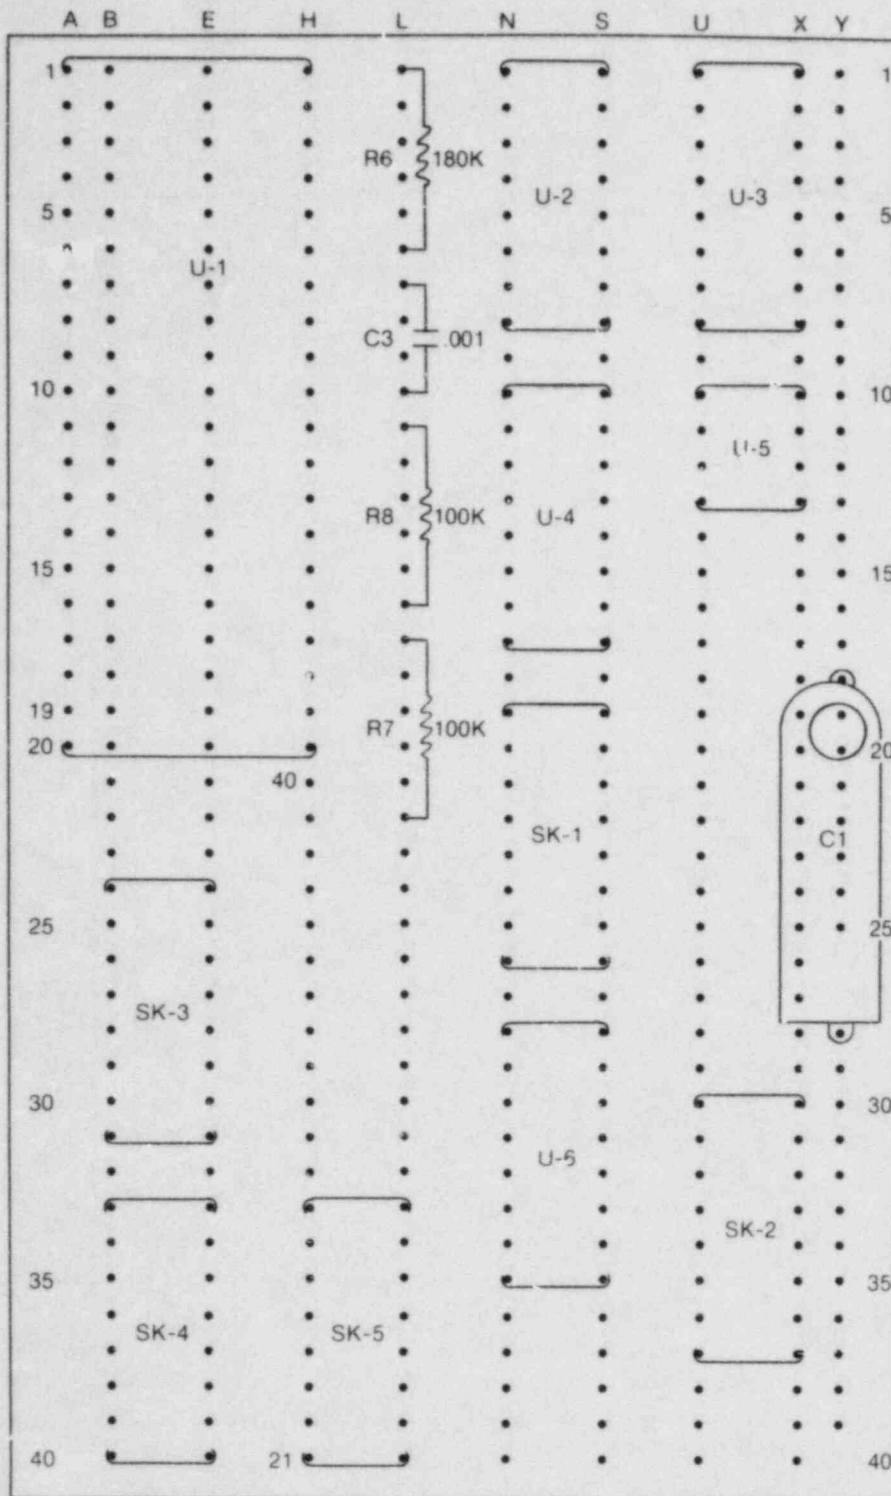 A B E H L N S U X Y
1 1
R6 180K
U-2 U-3
5 5
U-1
C3 .001
10 10
U-5
R8 100K U-4
15 15
19
R7 100K
20 20
40
SK-1 C1
25 25
SK-3
30 30
U-6
SK-2
35 35
SK-4 SK-5
40 21 40